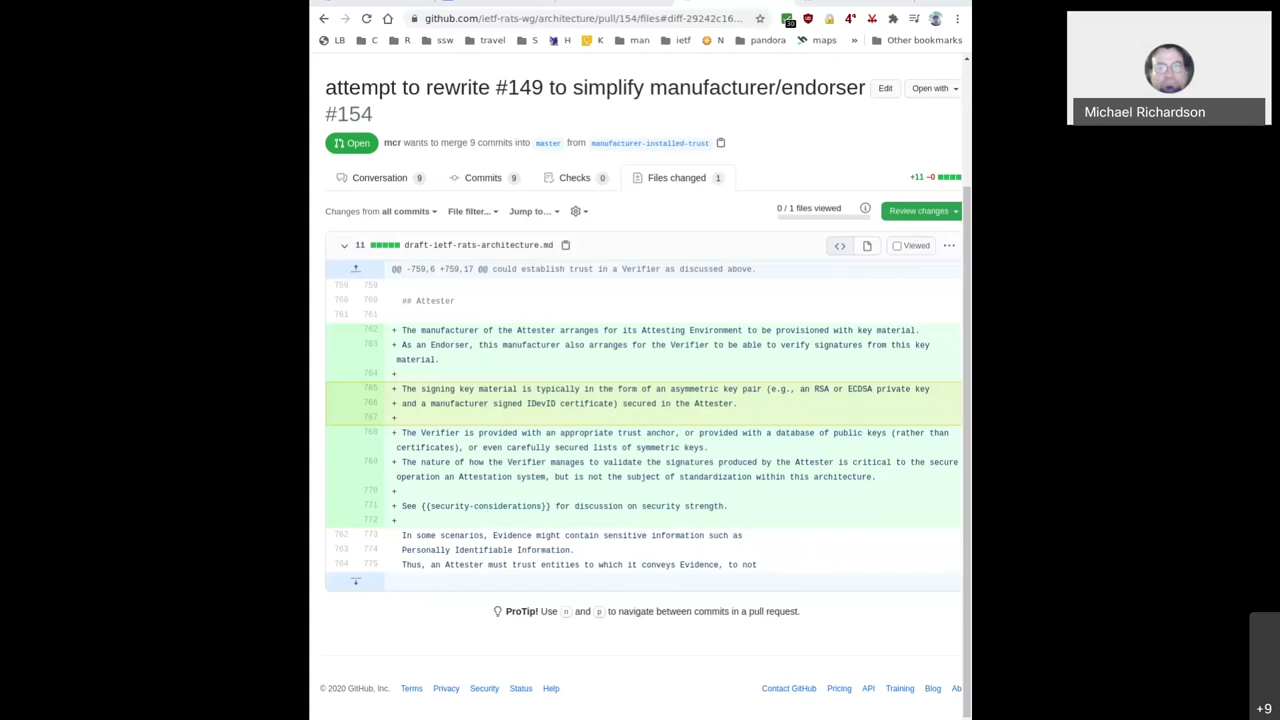 github.com/ietf-rats-wg/architecture/pull/154/files#diff-29242c16...
30
4⁺
LB C R ssw travel S H K man ietf N pandora maps » Other bookmarks
attempt to rewrite #149 to simplify manufacturer/endorser
#154
Edit
Open with
Open
mcr wants to merge 9 commits into master from manufacturer-installed-trust
Conversation 9
Commits 9
Checks 0
Files changed 1
+11 −0
Changes from all commits
File filter...
Jump to...
0 / 1 files viewed
Review changes
11 draft-ietf-rats-architecture.md
Viewed
@@ -759,6 +759,17 @@ could establish trust in a Verifier as discussed above.
759 759
760 760 ## Attester
761 761
762 + The manufacturer of the Attester arranges for its Attesting Environment to be provisioned with key material.
763 + As an Endorser, this manufacturer also arranges for the Verifier to be able to verify signatures from this key
material.
764 +
765 + The signing key material is typically in the form of an asymmetric key pair (e.g., an RSA or ECDSA private key
766 + and a manufacturer signed IDevID certificate) secured in the Attester.
767 +
768 + The Verifier is provided with an appropriate trust anchor, or provided with a database of public keys (rather than
certificates), or even carefully secured lists of symmetric keys.
769 + The nature of how the Verifier manages to validate the signatures produced by the Attester is critical to the secure
operation an Attestation system, but is not the subject of standardization within this architecture.
770 +
771 + See {{security-considerations}} for discussion on security strength.
772 +
762 773 In some scenarios, Evidence might contain sensitive information such as
763 774 Personally Identifiable Information.
764 775 Thus, an Attester must trust entities to which it conveys Evidence, to not
ProTip! Use n and p to navigate between commits in a pull request.
© 2020 GitHub, Inc. Terms Privacy Security Status Help
Contact GitHub Pricing API Training Blog Ab
Michael Richardson
+9